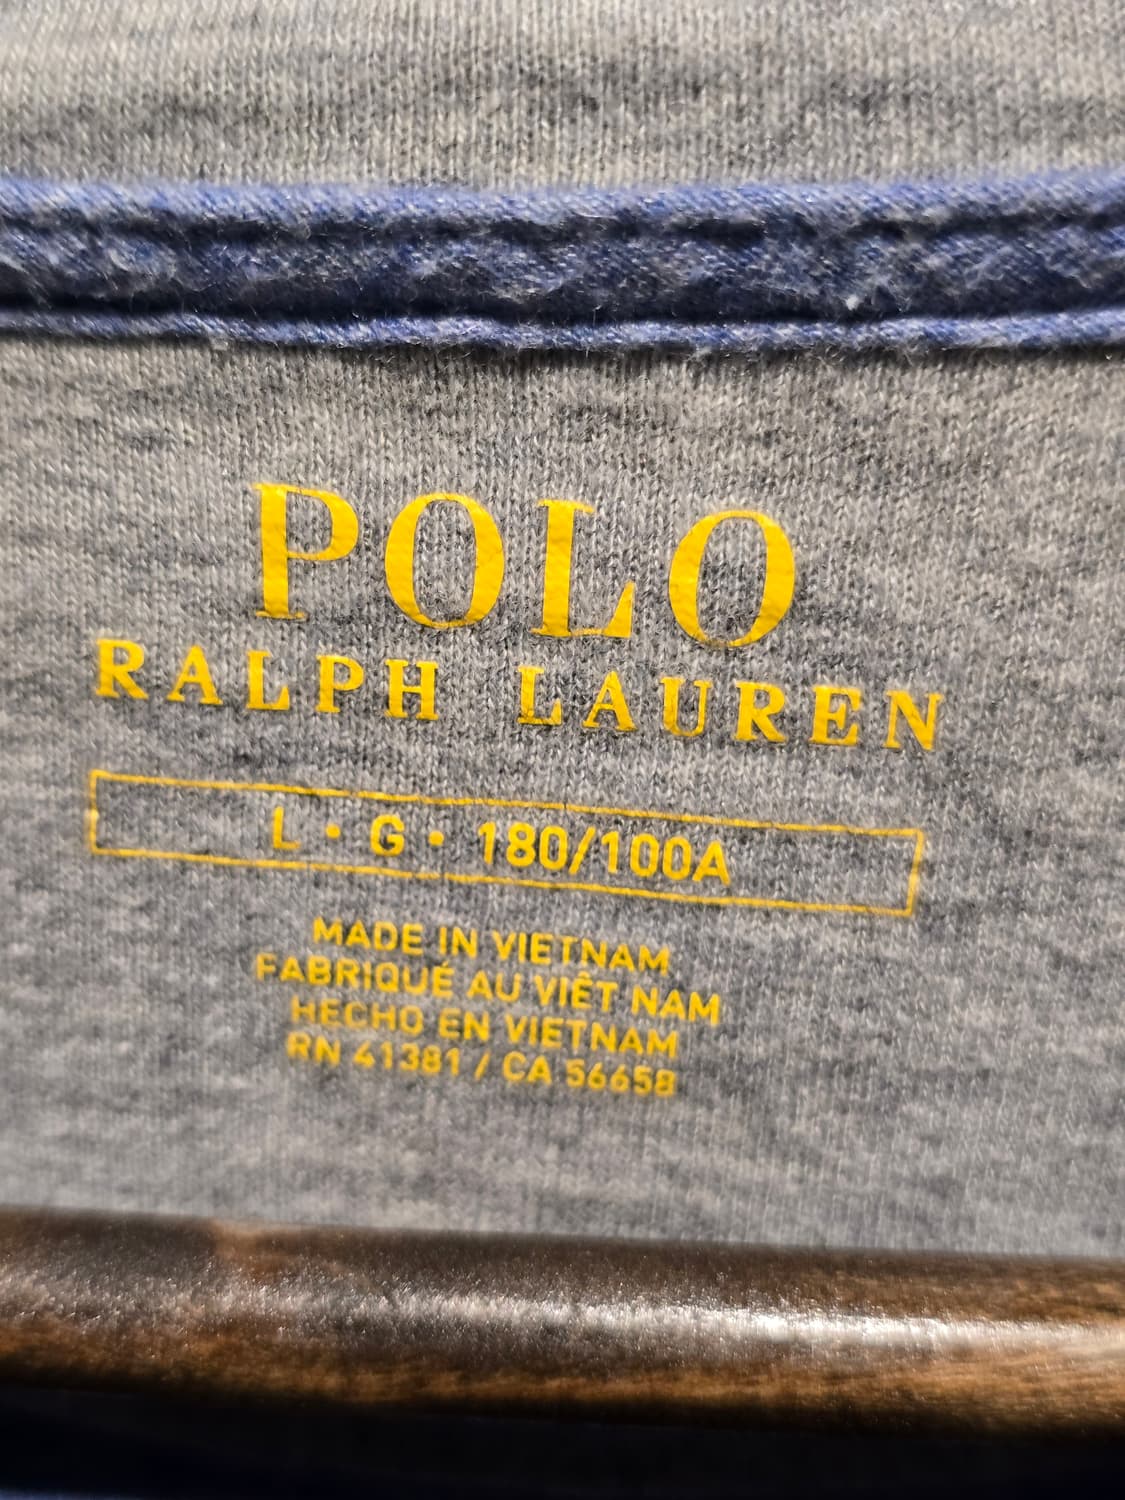 POLO
RALPH LAUREN
L • G • 180/100A
MADE IN VIETNAM
FABRIQUÉ AU VIÊT NAM
HECHO EN VIETNAM
RN 41381 / CA 56658